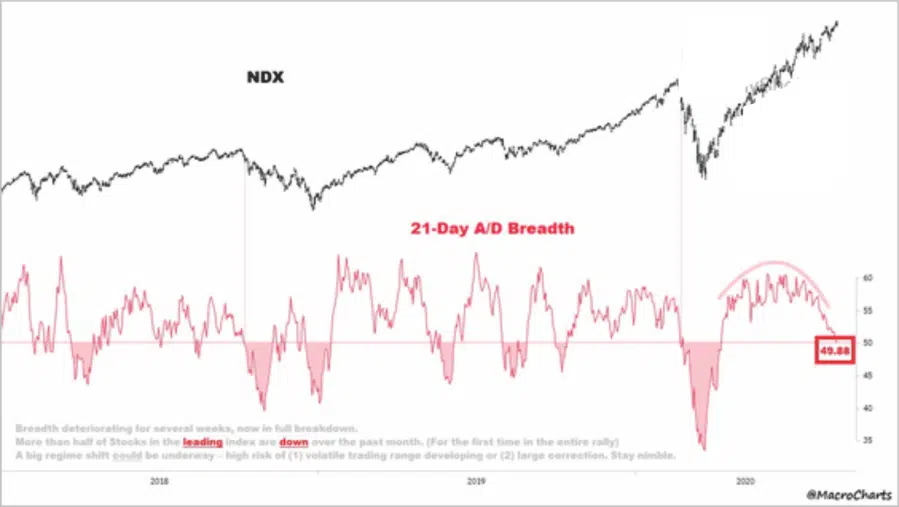 NDX
21-Day A/D Breadth
60
55
50
49.88
45
40
35
Breadth deteriorating for several weeks, now in full breakdown.
More than half of Stocks in the leading index are down over the past month. (For the first time in the entire rally)
A big regime shift could be underway – high risk of (1) volatile trading range developing or (2) large correction. Stay nimble.
2018
2019
2020
@MacroCharts